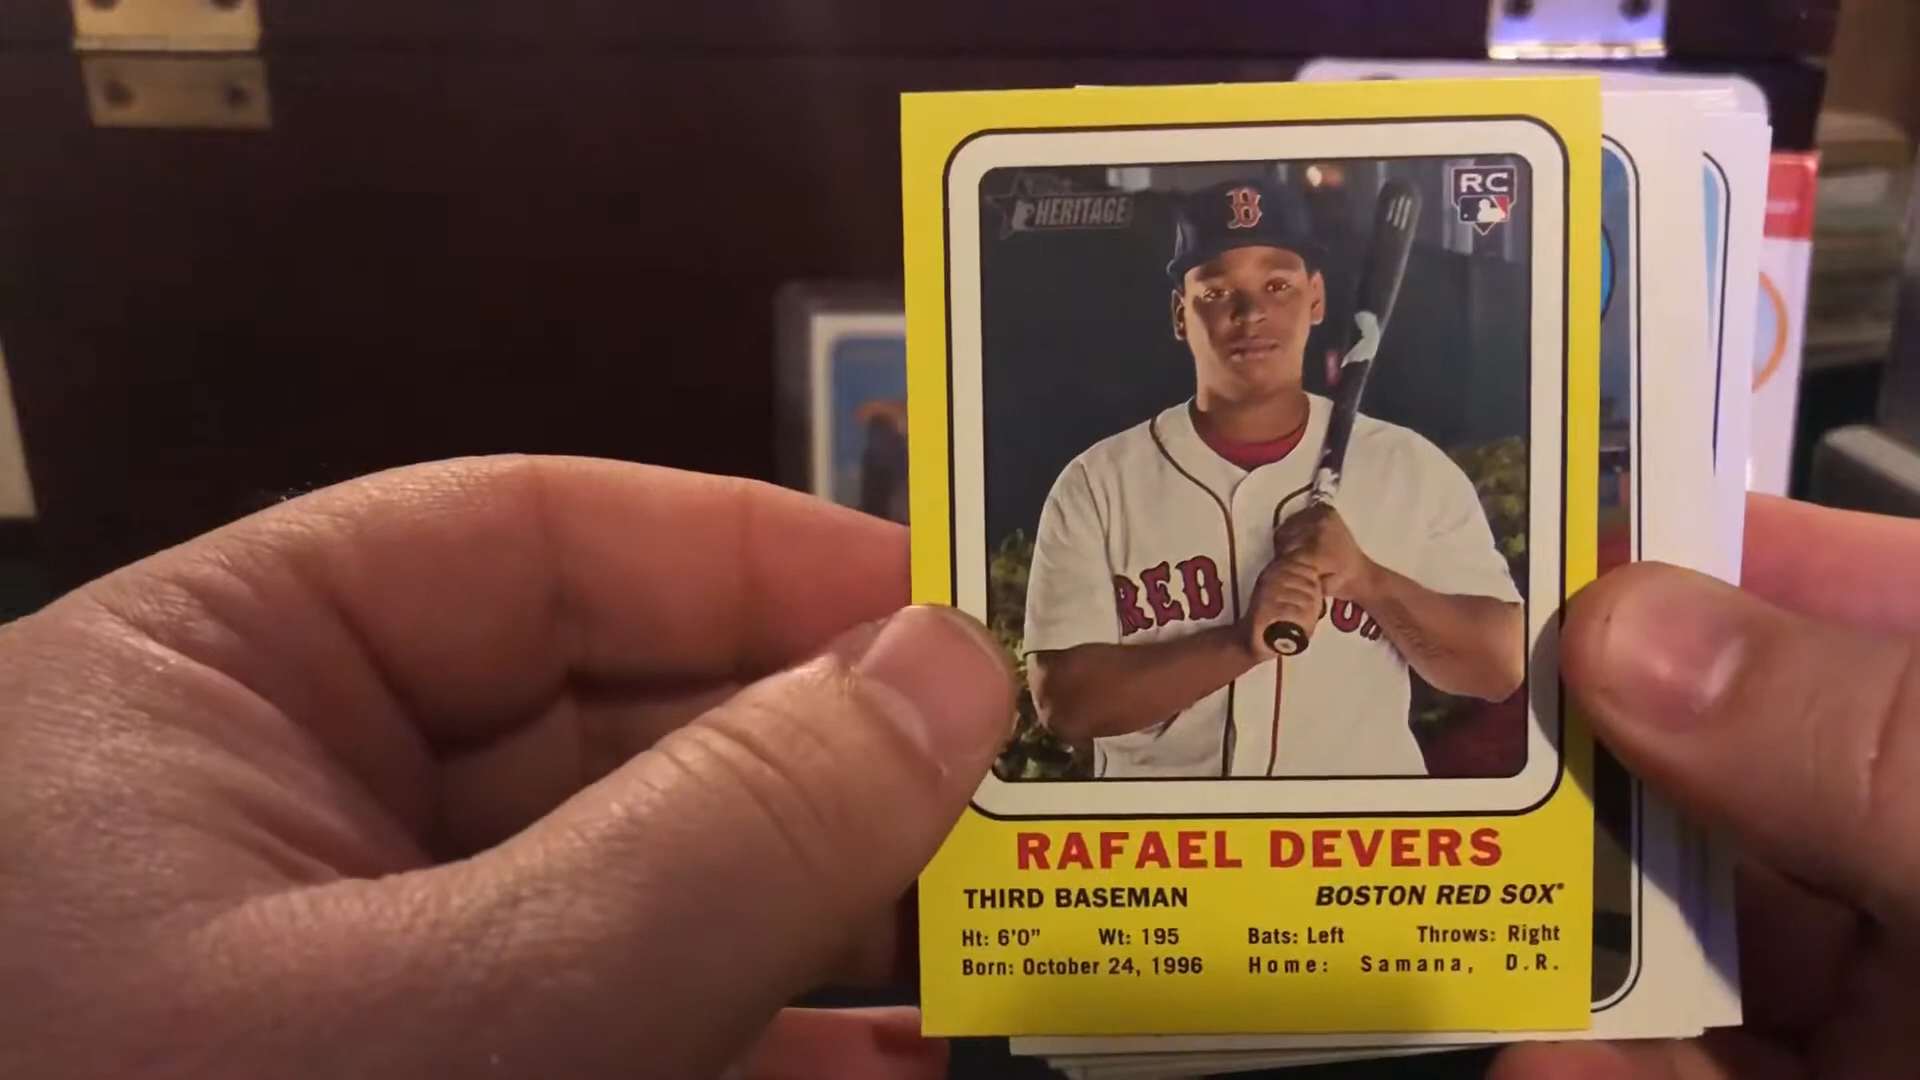 HERITAGE
RC
B
RED
RAFAEL DEVERS
THIRD BASEMAN BOSTON RED SOX®
Ht: 6'0" Wt: 195 Bats: Left Throws: Right
Born: October 24, 1996 Home: Samana, D.R.